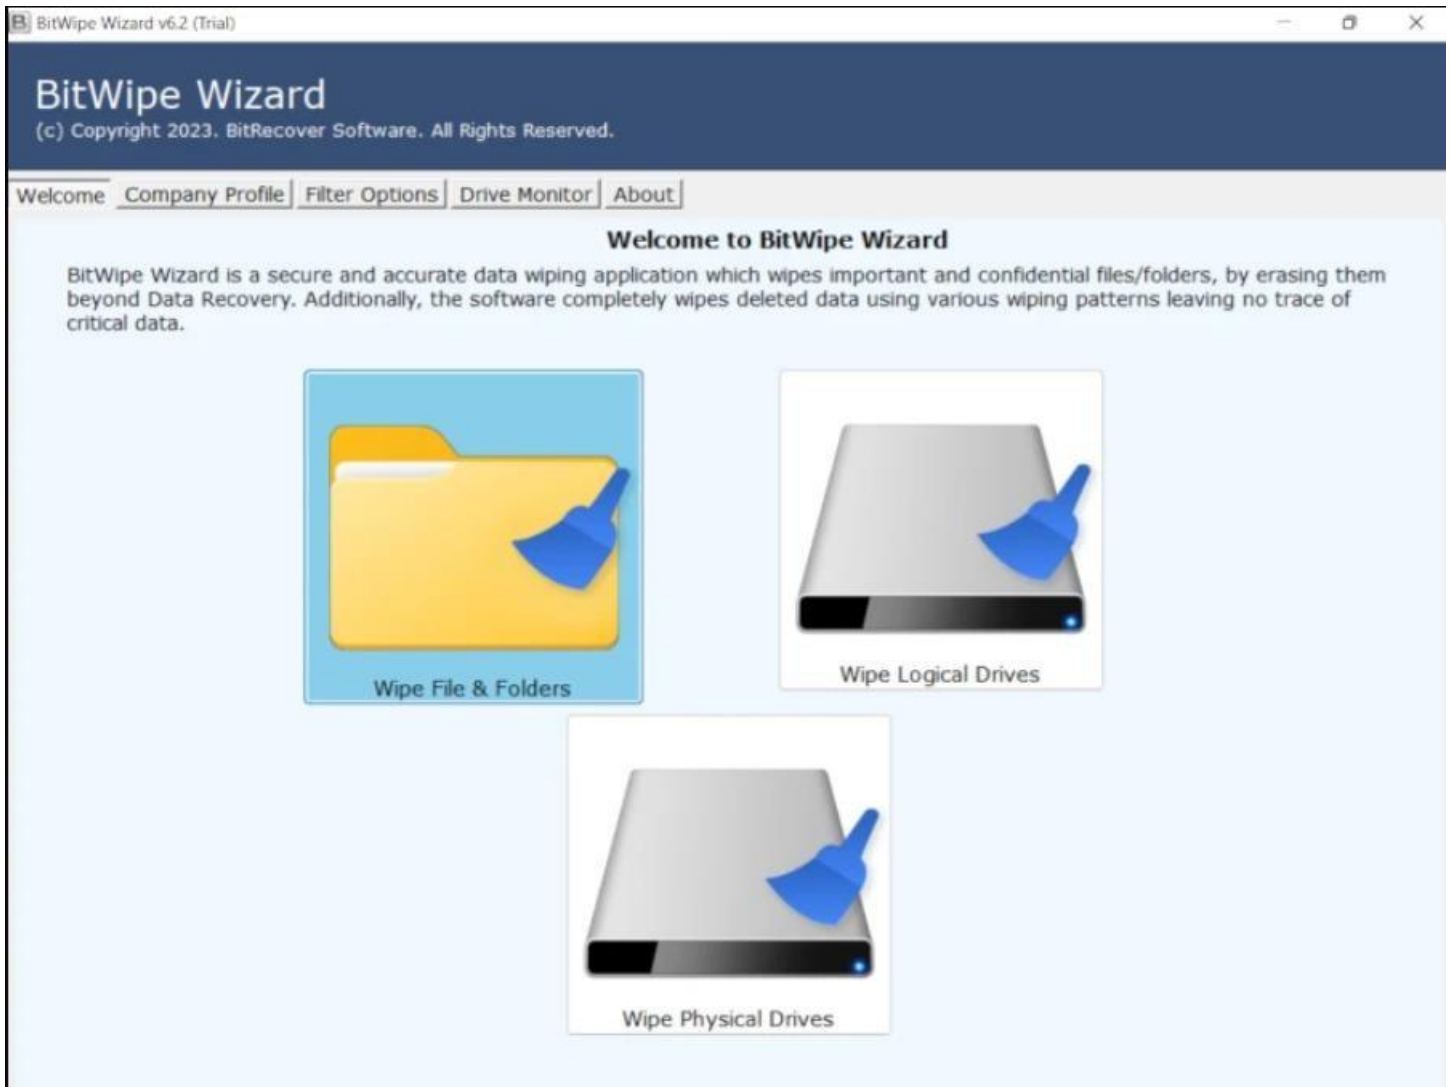 BitWipe Wizard v6.2 (Trial)
BitWipe Wizard
(c) Copyright 2023. BitRecover Software. All Rights Reserved.
Welcome Company Profile Filter Options Drive Monitor About
Welcome to BitWipe Wizard
BitWipe Wizard is a secure and accurate data wiping application which wipes important and confidential files/folders, by erasing them
beyond Data Recovery. Additionally, the software completely wipes deleted data using various wiping patterns leaving no trace of
critical data.
Wipe File & Folders
Wipe Logical Drives
Wipe Physical Drives